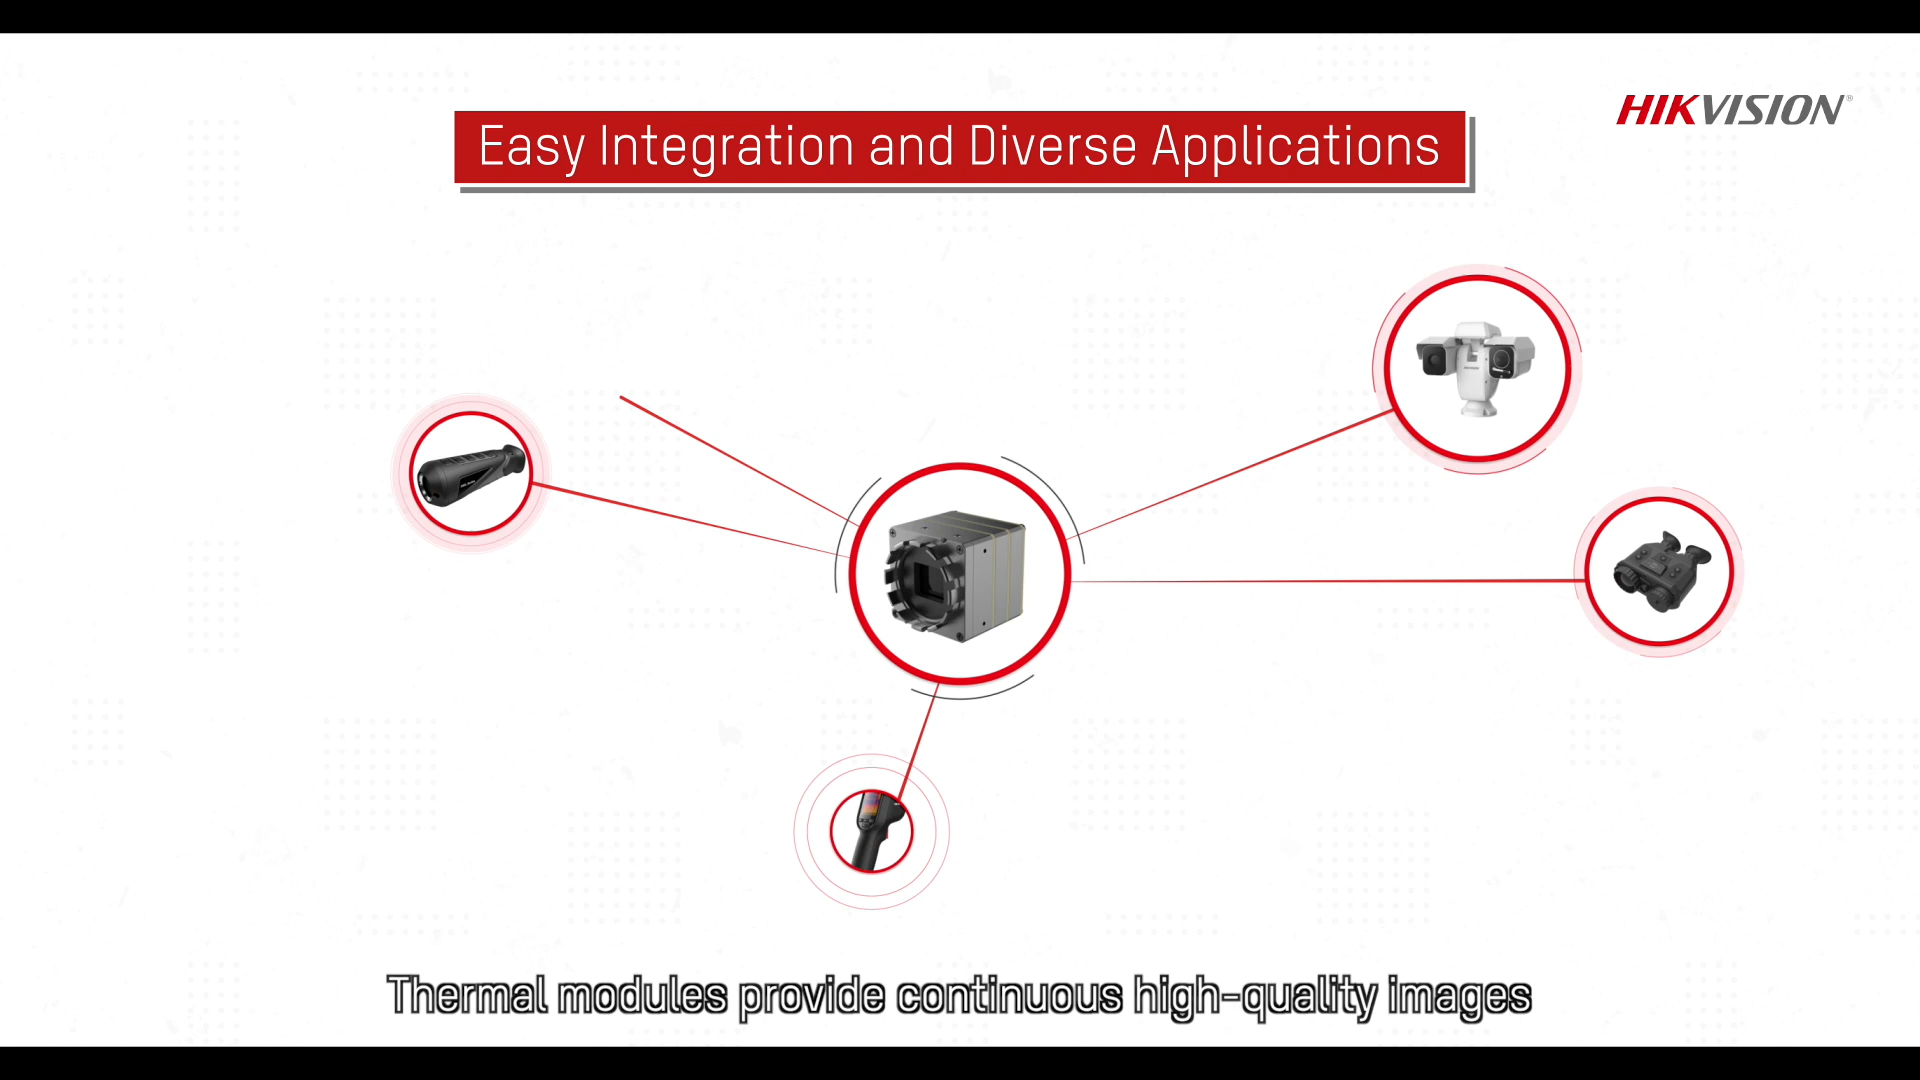 HIKVISION®
Easy Integration and Diverse Applications
Thermal modules provide continuous high-quality images